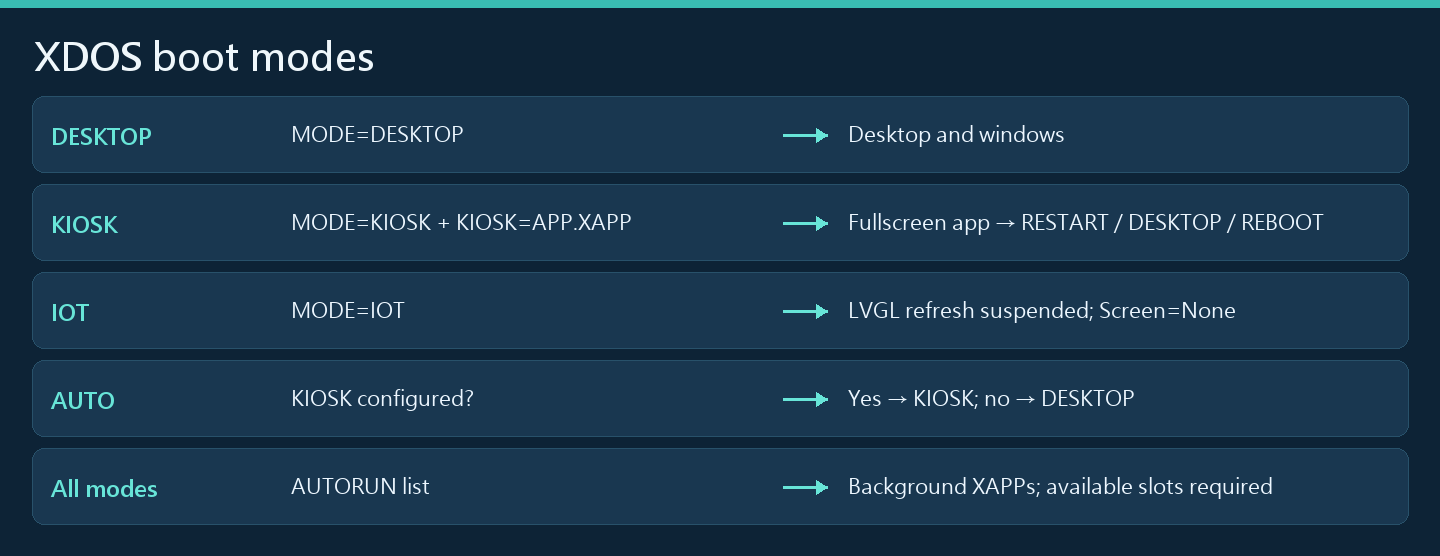 XDOS boot modes
DESKTOP MODE=DESKTOP Desktop and windows
KIOSK MODE=KIOSK + KIOSK=APP.XAPP Fullscreen app → RESTART / DESKTOP / REBOOT
IOT MODE=IOT LVGL refresh suspended; Screen=None
AUTO KIOSK configured? Yes → KIOSK; no → DESKTOP
All modes AUTORUN list Background XAPPs; available slots required